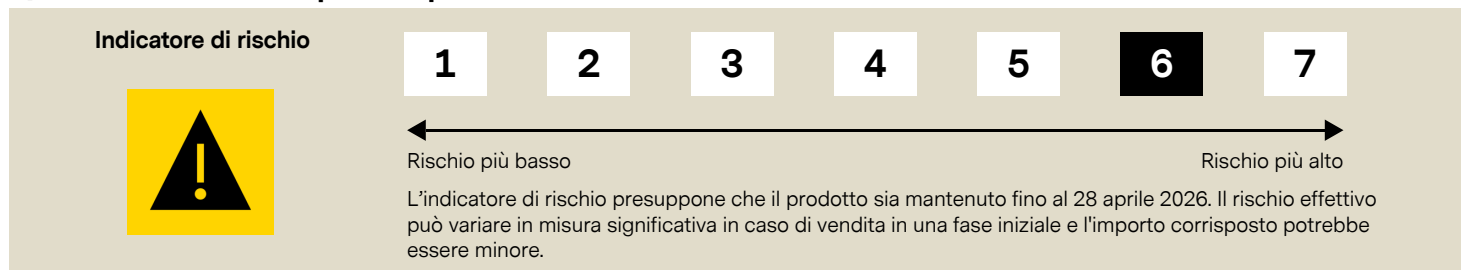 Indicatore di rischio
1 2 3 4 5 6 7
Rischio più basso Rischio più alto
L'indicatore di rischio presuppone che il prodotto sia mantenuto fino al 28 aprile 2026. Il rischio effettivo
può variare in misura significativa in caso di vendita in una fase iniziale e l'importo corrisposto potrebbe
essere minore.